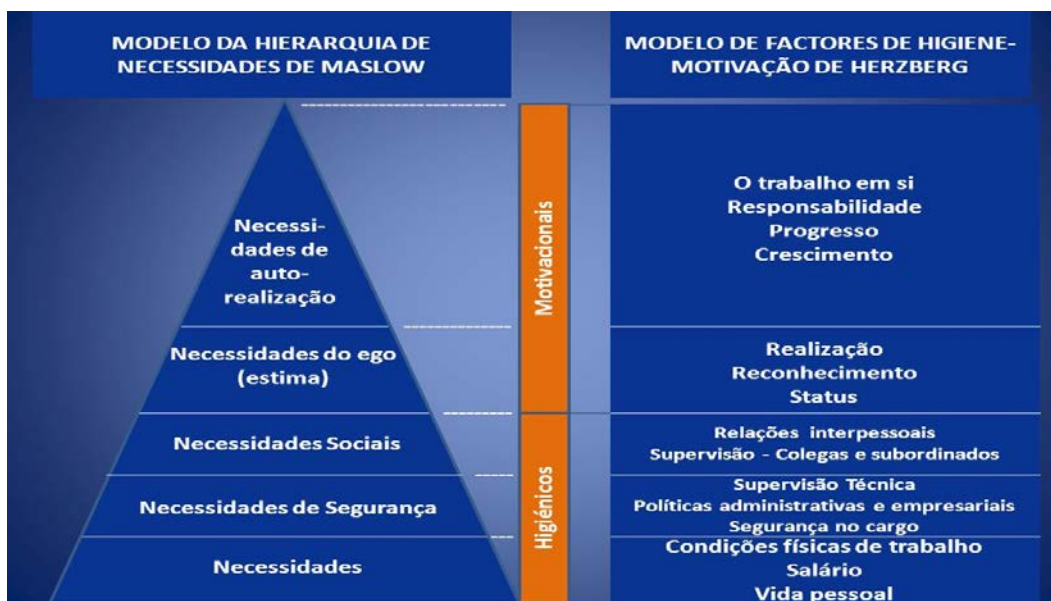 MODELO DA HIERARQUIA DE
NECESSIDADES DE MASLOW
MODELO DE FACTORES DE HIGIENE-
MOTIVAÇÃO DE HERZBERG
Necessi-
dades de
auto-
realização
Necessidades do ego
(estima)
Necessidades Sociais
Necessidades de Segurança
Necessidades
Motivacionais
Higiénicos
O trabalho em si
Responsabilidade
Progresso
Crescimento
Realização
Reconhecimento
Status
Relações interpessoais
Supervisão - Colegas e subordinados
Supervisão Técnica
Políticas administrativas e empresariais
Segurança no cargo
Condições físicas de trabalho
Salário
Vida pessoal